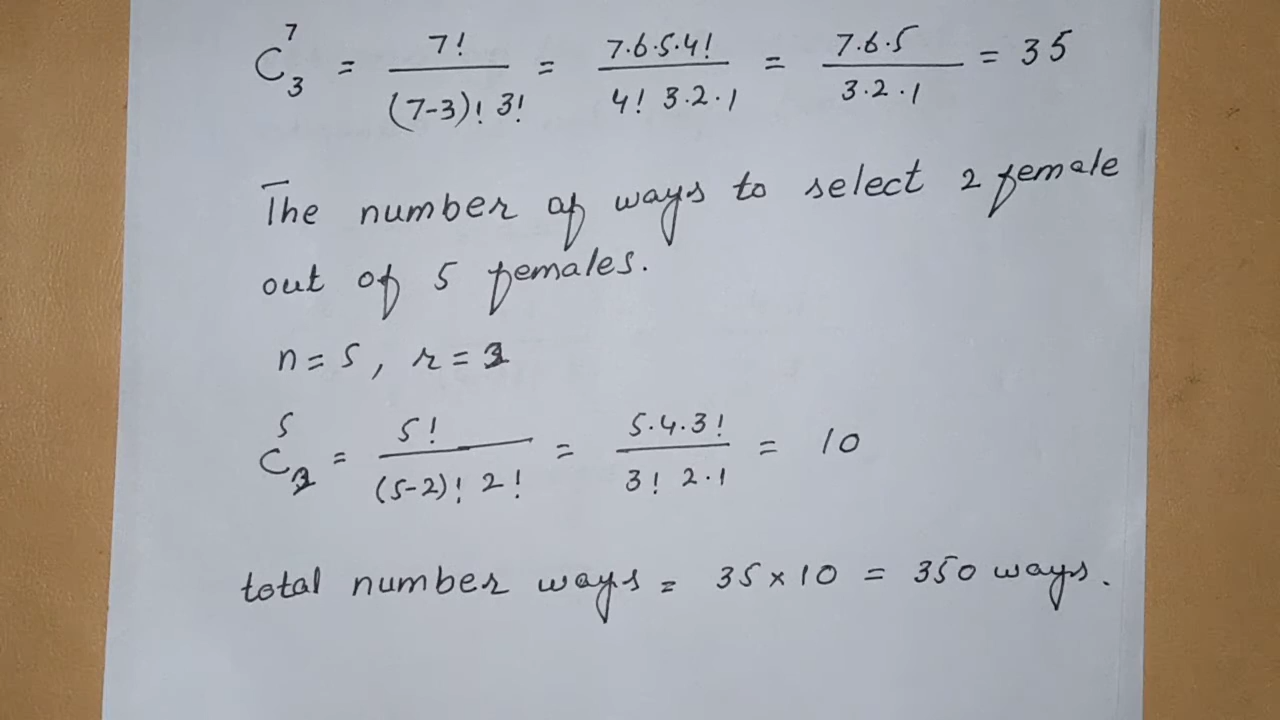 C₃⁷ = 7! / (7-3)! 3! = 7.6.5.4! / 4! 3.2.1 = 7.6.5 / 3.2.1 = 35
The number of ways to select 2 female
out of 5 females.
n = 5, r = 2
C₂⁵ = 5! / (5-2)! 2! = 5.4.3! / 3! 2.1 = 10
total number ways = 35 x 10 = 350 ways.